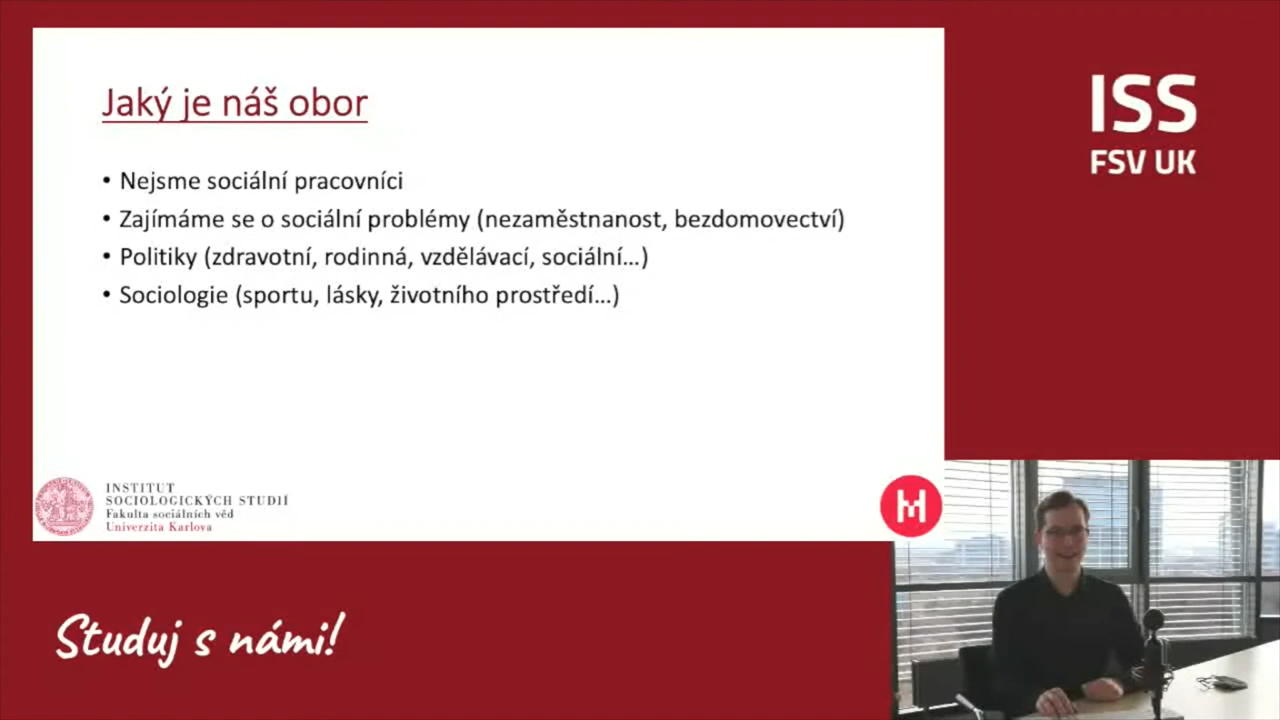 Jaký je náš obor
• Nejsme sociální pracovníci
• Zajímáme se o sociální problémy (nezaměstnanost, bezdomovectví)
• Politiky (zdravotní, rodinná, vzdělávací, sociální...)
• Sociologie (sportu, lásky, životního prostředí...)
INSTITUT
SOCIOLOGICKÝCH STUDIÍ
Fakulta sociálních věd
Univerzita Karlova
M
ISS
FSV UK
Studuj s námi!